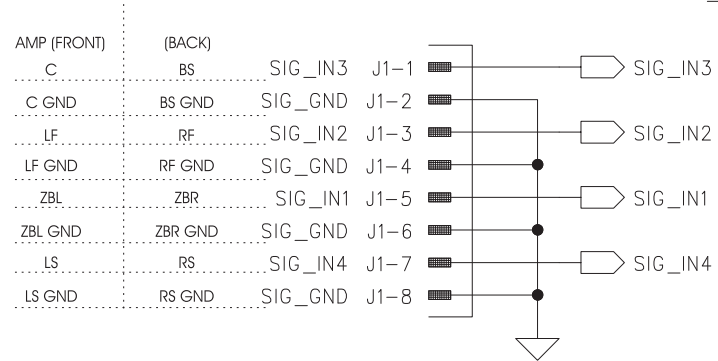 AMP (FRONT) (BACK)
C BS SIG_IN3 J1-1 SIG_IN3
C GND BS GND SIG_GND J1-2
LF RF SIG_IN2 J1-3 SIG_IN2
LF GND RF GND SIG_GND J1-4
ZBL ZBR SIG_IN1 J1-5 SIG_IN1
ZBL GND ZBR GND SIG_GND J1-6
LS RS SIG_IN4 J1-7 SIG_IN4
LS GND RS GND SIG_GND J1-8